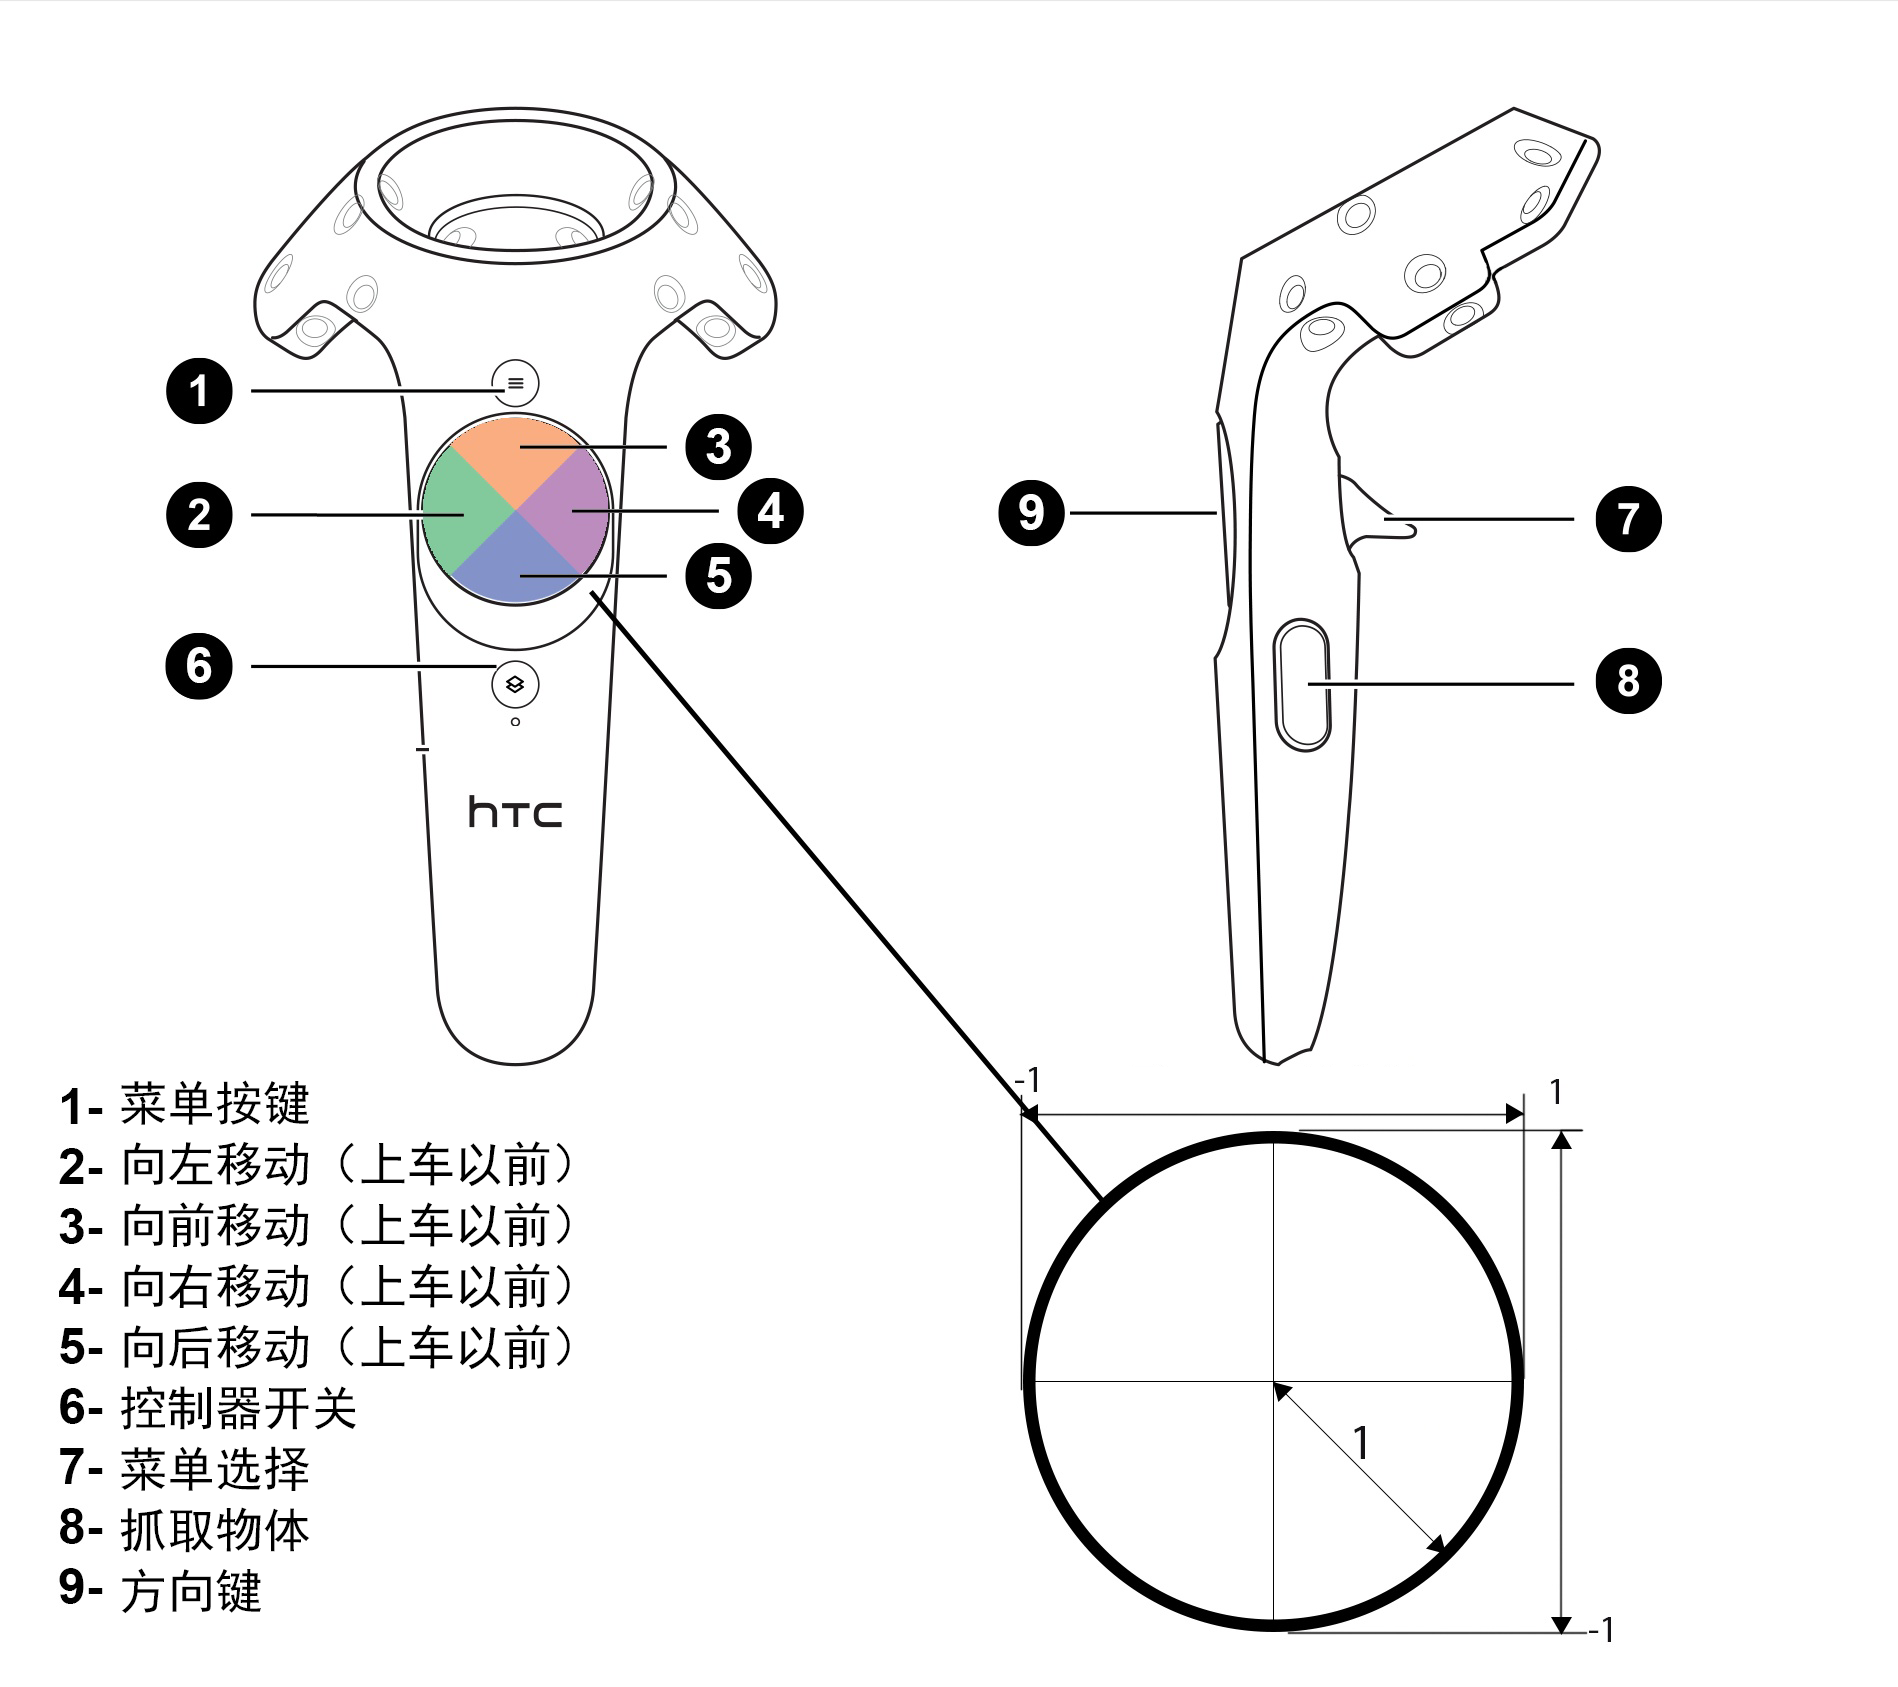 1
2
3
4
5
6
9
7
8
htc
1- 菜单按键
2- 向左移动（上车以前）
3- 向前移动（上车以前）
4- 向右移动（上车以前）
5- 向后移动（上车以前）
6- 控制器开关
7- 菜单选择
8- 抓取物体
9- 方向键
-1
1
1
-1